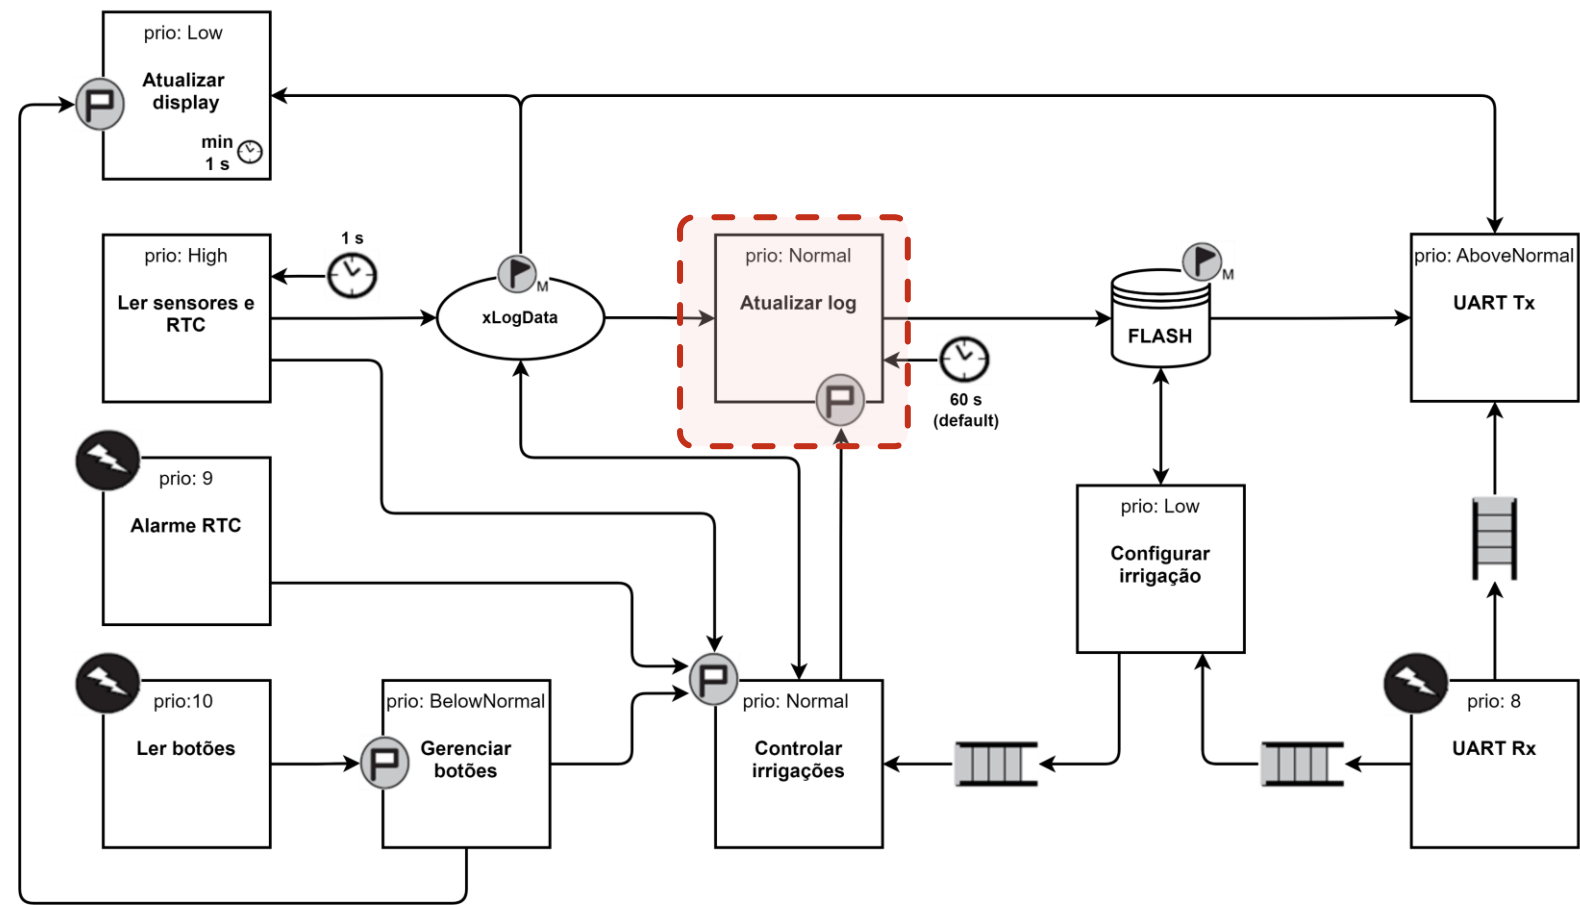 prio: Low
Atualizar
display
min
1 s
prio: High
Ler sensores e
RTC
1 s
M
xLogData
prio: Normal
Atualizar log
60 s
(default)
M
FLASH
prio: AboveNormal
UART Tx
prio: 9
Alarme RTC
prio: Low
Configurar
irrigação
prio:10
Ler botões
prio: BelowNormal
Gerenciar
botões
prio: Normal
Controlar
irrigações
prio: 8
UART Rx